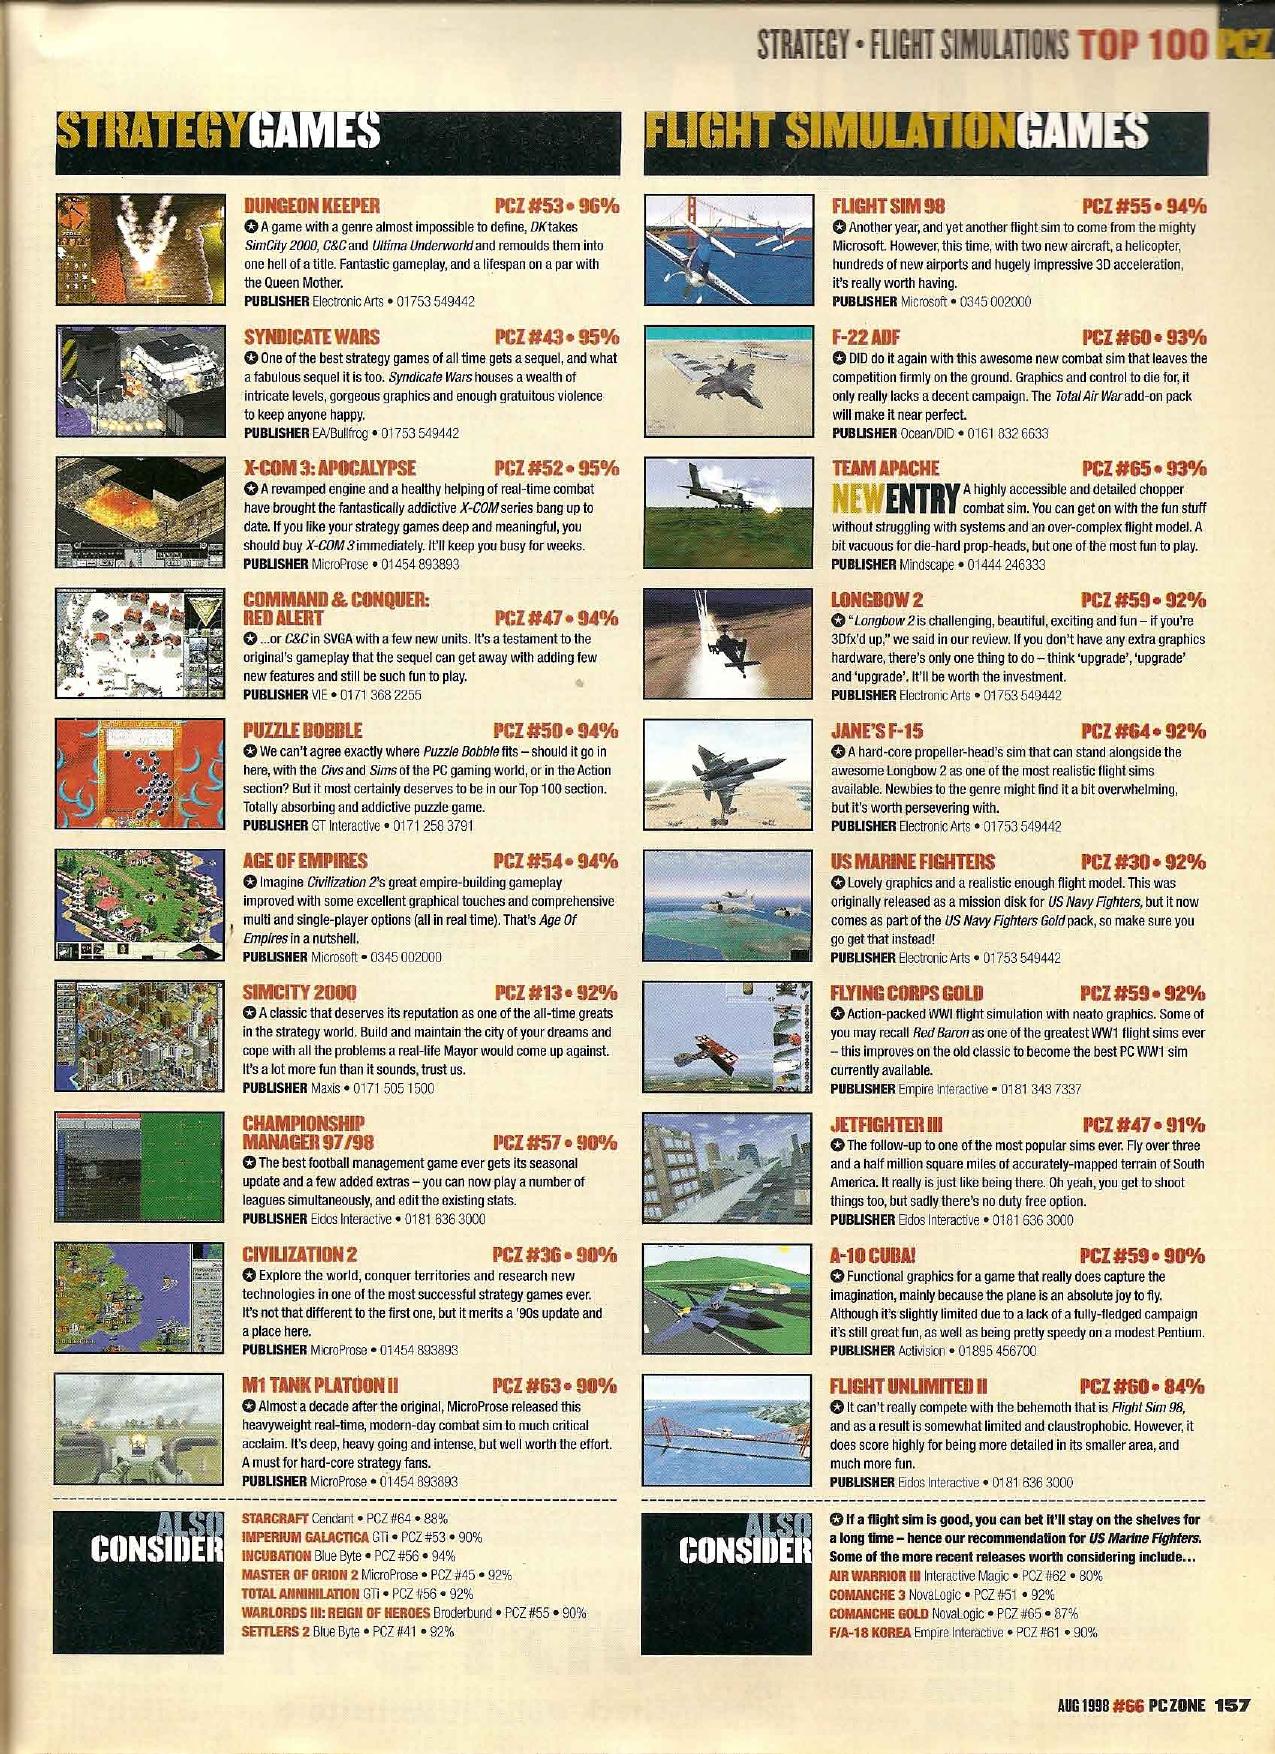 STRATEGY • FLIGHT SIMULATIONS TOP 100 PCZ
STRATEGYGAMES
DUNGEON KEEPER PCZ #53 • 96%
✪ A game with a genre almost impossible to define, DK takes
SimCity 2000, C&C and Ultima Underworld and remoulds them into
one hell of a title. Fantastic gameplay, and a lifespan on a par with
the Queen Mother.
PUBLISHER Electronic Arts • 01753 549442
SYNDICATE WARS PCZ #43 • 95%
✪ One of the best strategy games of all time gets a sequel, and what
a fabulous sequel it is too. Syndicate Wars houses a wealth of
intricate levels, gorgeous graphics and enough gratuitous violence
to keep anyone happy.
PUBLISHER EA/Bullfrog • 01753 549442
X-COM 3: APOCALYPSE PCZ #52 • 95%
✪ A revamped engine and a healthy helping of real-time combat
have brought the fantastically addictive X-COM series bang up to
date. If you like your strategy games deep and meaningful, you
should buy X-COM 3 immediately. It'll keep you busy for weeks.
PUBLISHER MicroProse • 01454 893893
COMMAND & CONQUER:
RED ALERT PCZ #47 • 94%
✪ ...or C&C in SVGA with a few new units. It's a testament to the
original's gameplay that the sequel can get away with adding few
new features and still be such fun to play.
PUBLISHER VIE • 0171 368 2255
PUZZLE BOBBLE PCZ #50 • 94%
✪ We can't agree exactly where Puzzle Bobble fits – should it go in
here, with the Civs and Sims of the PC gaming world, or in the Action
section? But it most certainly deserves to be in our Top 100 section.
Totally absorbing and addictive puzzle game.
PUBLISHER GT Interactive • 0171 258 3791
AGE OF EMPIRES PCZ #54 • 94%
✪ Imagine Civilization 2's great empire-building gameplay
improved with some excellent graphical touches and comprehensive
multi and single-player options (all in real time). That's Age Of
Empires in a nutshell.
PUBLISHER Microsoft • 0345 002000
SIMCITY 2000 PCZ #13 • 92%
✪ A classic that deserves its reputation as one of the all-time greats
in the strategy world. Build and maintain the city of your dreams and
cope with all the problems a real-life Mayor would come up against.
It's a lot more fun than it sounds, trust us.
PUBLISHER Maxis • 0171 505 1500
CHAMPIONSHIP
MANAGER 97/98 PCZ #57 • 90%
✪ The best football management game ever gets its seasonal
update and a few added extras – you can now play a number of
leagues simultaneously, and edit the existing stats.
PUBLISHER Eidos Interactive • 0181 636 3000
CIVILIZATION 2 PCZ #36 • 90%
✪ Explore the world, conquer territories and research new
technologies in one of the most successful strategy games ever.
It's not that different to the first one, but it merits a '90s update and
a place here.
PUBLISHER MicroProse • 01454 893893
M1 TANK PLATOON II PCZ #63 • 90%
✪ Almost a decade after the original, MicroProse released this
heavyweight real-time, modern-day combat sim to much critical
acclaim. It's deep, heavy going and intense, but well worth the effort.
A must for hard-core strategy fans.
PUBLISHER MicroProse • 01454 893893
ALSO
CONSIDER
STARCRAFT Cendant • PCZ #64 • 88%
IMPERIUM GALACTICA GTi • PCZ #53 • 90%
INCUBATION Blue Byte • PCZ #56 • 94%
MASTER OF ORION 2 MicroProse • PCZ #45 • 92%
TOTAL ANNIHILATION GTi • PCZ #56 • 92%
WARLORDS III: REIGN OF HEROES Broderbund • PCZ #55 • 90%
SETTLERS 2 Blue Byte • PCZ #41 • 92%
FLIGHT SIMULATIONGAMES
FLIGHT SIM 98 PCZ #55 • 94%
✪ Another year, and yet another flight sim to come from the mighty
Microsoft. However, this time, with two new aircraft, a helicopter,
hundreds of new airports and hugely impressive 3D acceleration,
it's really worth having.
PUBLISHER Microsoft • 0345 002000
F-22 ADF PCZ #60 • 93%
✪ DID do it again with this awesome new combat sim that leaves the
competition firmly on the ground. Graphics and control to die for, it
only really lacks a decent campaign. The Total Air War add-on pack
will make it near perfect.
PUBLISHER Ocean/DID • 0161 832 6633
TEAM APACHE PCZ #65 • 93%
NEWENTRY A highly accessible and detailed chopper
combat sim. You can get on with the fun stuff
without struggling with systems and an over-complex flight model. A
bit vacuous for die-hard prop-heads, but one of the most fun to play.
PUBLISHER Mindscape • 01444 246333
LONGBOW 2 PCZ #59 • 92%
✪ "Longbow 2 is challenging, beautiful, exciting and fun – if you're
3Dfx'd up," we said in our review. If you don't have any extra graphics
hardware, there's only one thing to do – think 'upgrade', 'upgrade'
and 'upgrade'. It'll be worth the investment.
PUBLISHER Electronic Arts • 01753 549442
JANE'S F-15 PCZ #64 • 92%
✪ A hard-core propeller-head's sim that can stand alongside the
awesome Longbow 2 as one of the most realistic flight sims
available. Newbies to the genre might find it a bit overwhelming,
but it's worth persevering with.
PUBLISHER Electronic Arts • 01753 549442
US MARINE FIGHTERS PCZ #30 • 92%
✪ Lovely graphics and a realistic enough flight model. This was
originally released as a mission disk for US Navy Fighters, but it now
comes as part of the US Navy Fighters Gold pack, so make sure you
go get that instead!
PUBLISHER Electronic Arts • 01753 549442
FLYING CORPS GOLD PCZ #59 • 92%
✪ Action-packed WWI flight simulation with neato graphics. Some of
you may recall Red Baron as one of the greatest WW1 flight sims ever
– this improves on the old classic to become the best PC WW1 sim
currently available.
PUBLISHER Empire Interactive • 0181 343 7337
JETFIGHTER III PCZ #47 • 91%
✪ The follow-up to one of the most popular sims ever. Fly over three
and a half million square miles of accurately-mapped terrain of South
America. It really is just like being there. Oh yeah, you get to shoot
things too, but sadly there's no duty free option.
PUBLISHER Eidos Interactive • 0181 636 3000
A-10 CUBA! PCZ #59 • 90%
✪ Functional graphics for a game that really does capture the
imagination, mainly because the plane is an absolute joy to fly.
Although it's slightly limited due to a lack of a fully-fledged campaign
it's still great fun, as well as being pretty speedy on a modest Pentium.
PUBLISHER Activision • 01895 456700
FLIGHT UNLIMITED II PCZ #60 • 84%
✪ It can't really compete with the behemoth that is Flight Sim 98,
and as a result is somewhat limited and claustrophobic. However, it
does score highly for being more detailed in its smaller area, and
much more fun.
PUBLISHER Eidos Interactive • 0181 636 3000
ALSO
CONSIDER
✪ If a flight sim is good, you can bet it'll stay on the shelves for
a long time – hence our recommendation for US Marine Fighters.
Some of the more recent releases worth considering include...
AIR WARRIOR III Interactive Magic • PCZ #62 • 80%
COMANCHE 3 NovaLogic • PCZ #51 • 92%
COMANCHE GOLD NovaLogic • PCZ #65 • 87%
F/A-18 KOREA Empire Interactive • PCZ #61 • 90%
AUG 1998 #66 PC ZONE 157